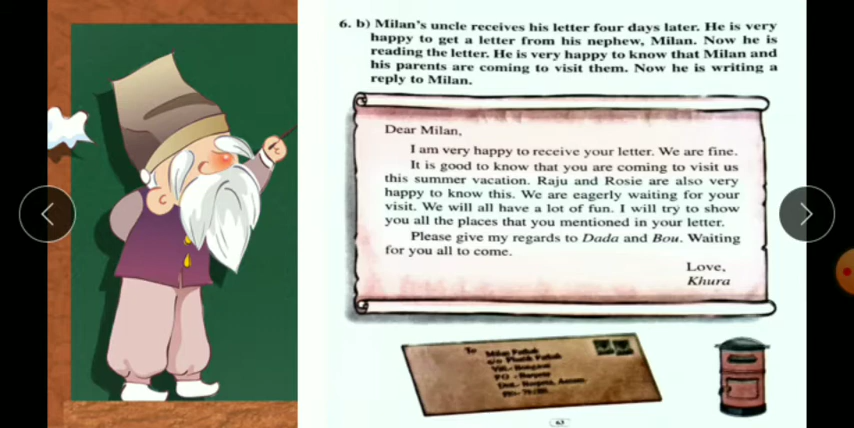 6. b) Milan's uncle receives his letter four days later. He is very
happy to get a letter from his nephew, Milan. Now he is
reading the letter. He is very happy to know that Milan and
his parents are coming to visit them. Now he is writing a
reply to Milan.
Dear Milan,
I am very happy to receive your letter. We are fine.
It is good to know that you are coming to visit us
this summer vacation. Raju and Rosie are also very
happy to know this. We are eagerly waiting for your
visit. We will all have a lot of fun. I will try to show
you all the places that you mentioned in your letter.
Please give my regards to Dada and Bou. Waiting
for you all to come.
Love,
Khura
To
Milan Pathak
63